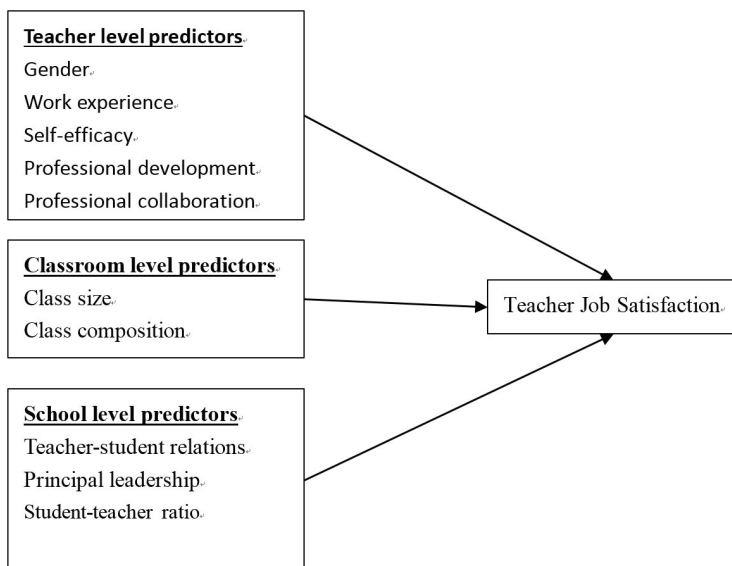 Teacher level predictors
Gender
Work experience
Self-efficacy
Professional development
Professional collaboration
Classroom level predictors
Class size
Class composition
Teacher Job Satisfaction
School level predictors
Teacher-student relations
Principal leadership
Student-teacher ratio